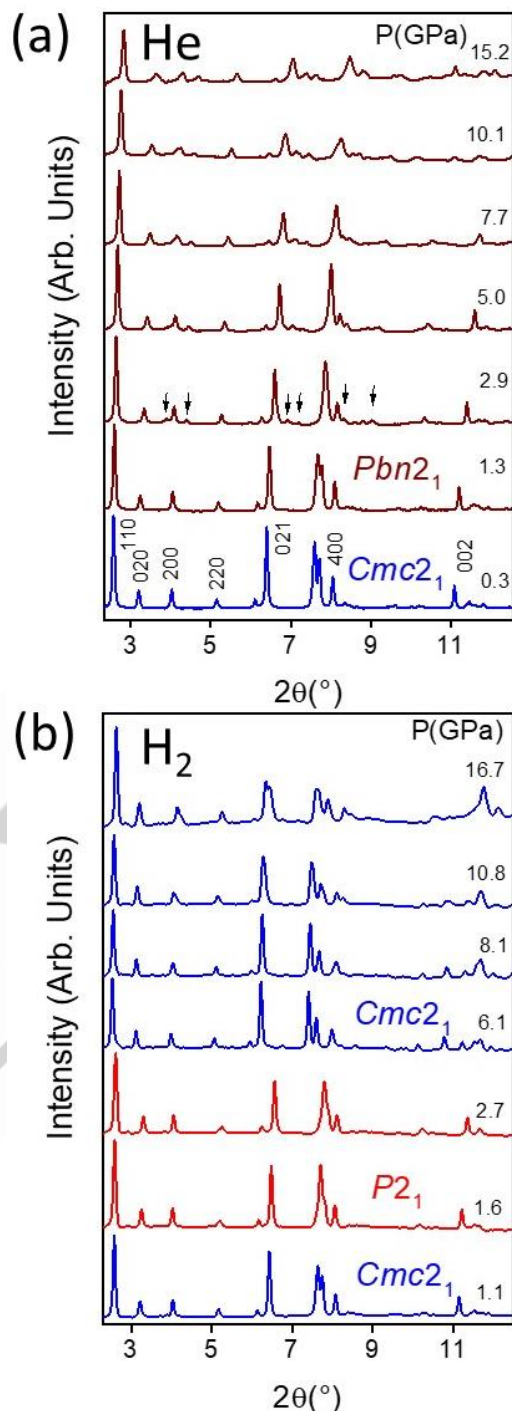 (a)
He
P(GPa)
15.2
10.1
7.7
5.0
2.9
Pbn2₁
1.3
110
020
200
220
021
400
Cmc2₁
002
0.3
Intensity (Arb. Units)
3 5 7 9 11
2θ(°)
(b)
H₂
P(GPa)
16.7
10.8
8.1
Cmc2₁
6.1
2.7
P2₁
1.6
Cmc2₁
1.1
Intensity (Arb. Units)
3 5 7 9 11
2θ(°)